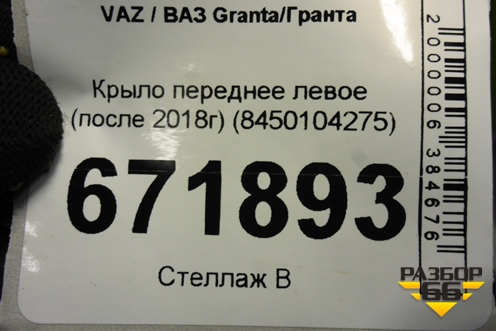 VAZ / ВАЗ Granta/Гранта
Крыло переднее левое
(после 2018г) (8450104275)
671893
Стеллаж В
2000006384676
РАЗБОР
66